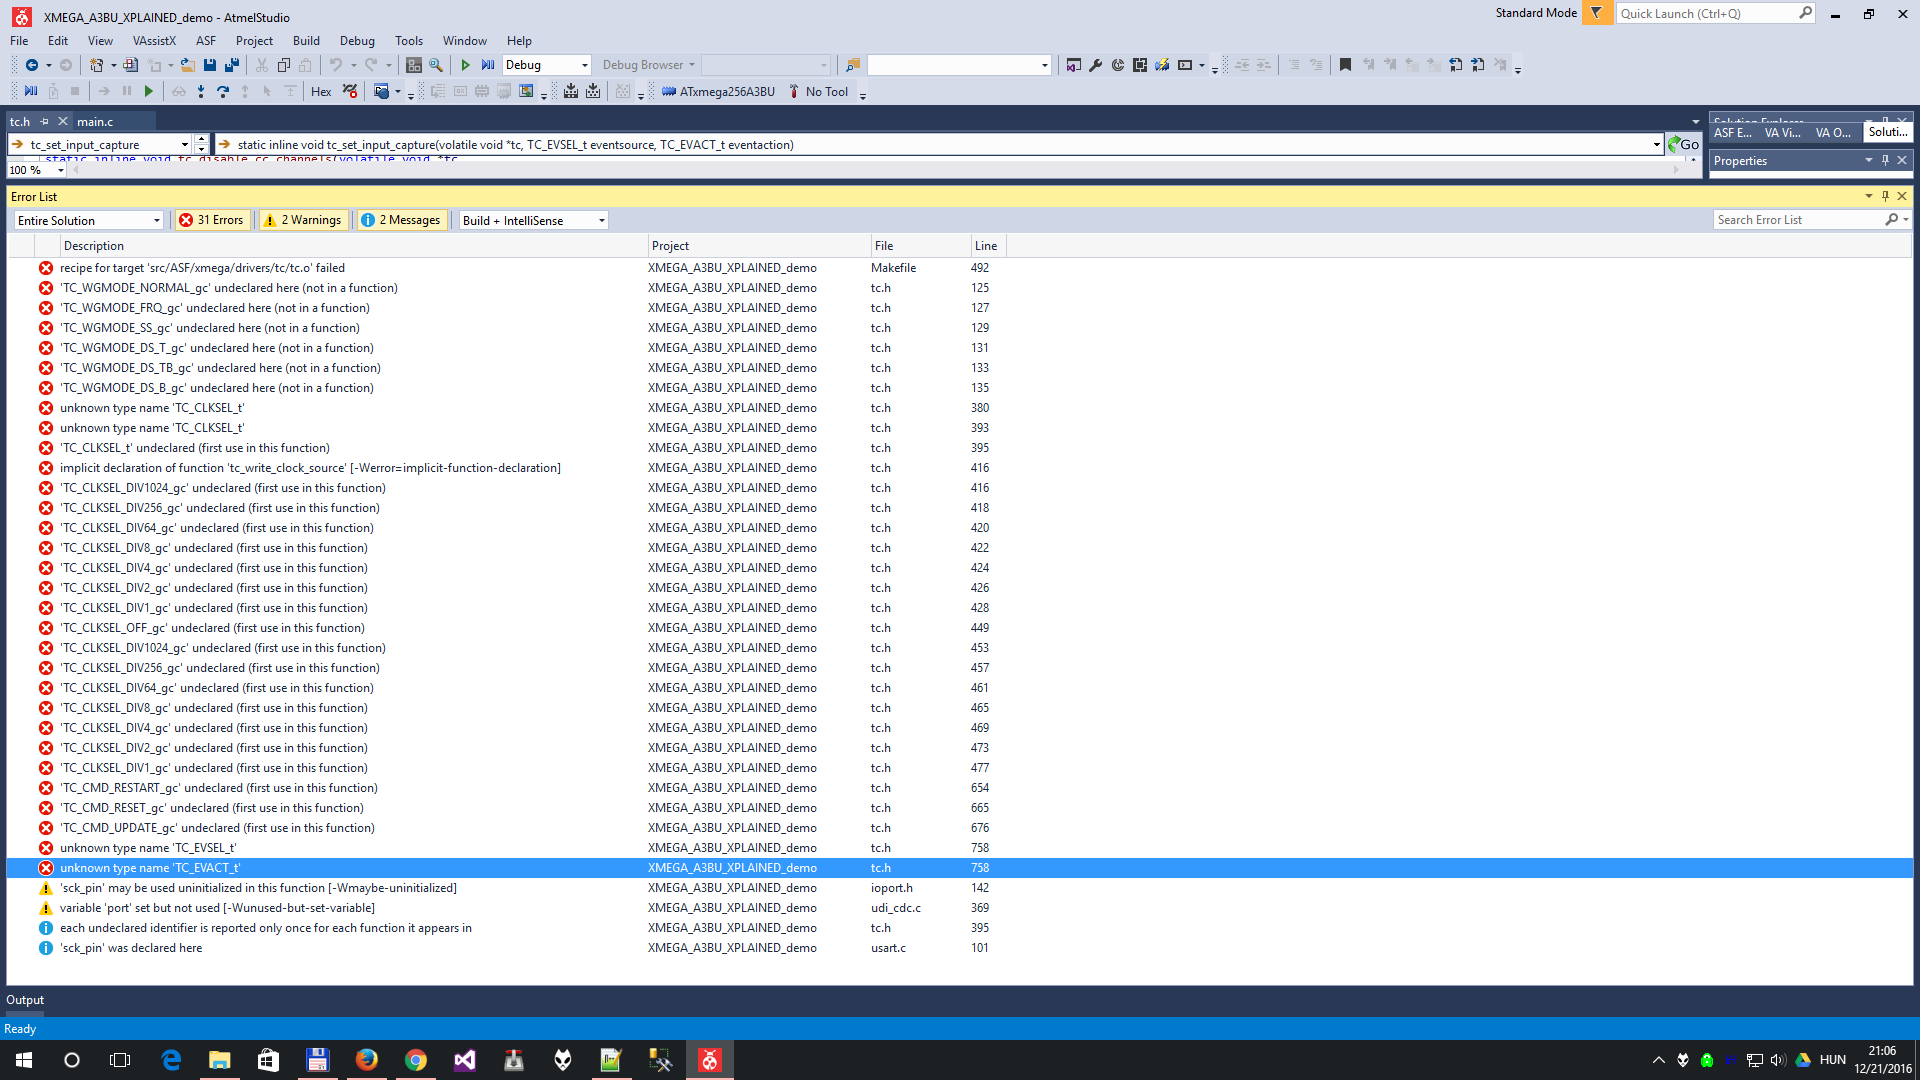 XMEGA_A3BU_XPLAINED_demo - AtmelStudio
Standard Mode
Quick Launch (Ctrl+Q)
File Edit View VAssistX ASF Project Build Debug Tools Window Help
Debug
Debug Browser
Hex
ATxmega256A3BU
No Tool
tc.h
main.c
Solution Explorer
ASF E... VA Vi... VA O... Soluti...
tc_set_input_capture
static inline void tc_set_input_capture(volatile void *tc, TC_EVSEL_t eventsource, TC_EVACT_t eventaction)
Go
static inline void tc_disable_cc_channels(volatile void *tc,
100 %
Properties
Error List
Entire Solution
31 Errors
2 Warnings
2 Messages
Build + IntelliSense
Search Error List
Description Project File Line
recipe for target 'src/ASF/xmega/drivers/tc/tc.o' failed XMEGA_A3BU_XPLAINED_demo Makefile 492
'TC_WGMODE_NORMAL_gc' undeclared here (not in a function) XMEGA_A3BU_XPLAINED_demo tc.h 125
'TC_WGMODE_FRQ_gc' undeclared here (not in a function) XMEGA_A3BU_XPLAINED_demo tc.h 127
'TC_WGMODE_SS_gc' undeclared here (not in a function) XMEGA_A3BU_XPLAINED_demo tc.h 129
'TC_WGMODE_DS_T_gc' undeclared here (not in a function) XMEGA_A3BU_XPLAINED_demo tc.h 131
'TC_WGMODE_DS_TB_gc' undeclared here (not in a function) XMEGA_A3BU_XPLAINED_demo tc.h 133
'TC_WGMODE_DS_B_gc' undeclared here (not in a function) XMEGA_A3BU_XPLAINED_demo tc.h 135
unknown type name 'TC_CLKSEL_t' XMEGA_A3BU_XPLAINED_demo tc.h 380
unknown type name 'TC_CLKSEL_t' XMEGA_A3BU_XPLAINED_demo tc.h 393
'TC_CLKSEL_t' undeclared (first use in this function) XMEGA_A3BU_XPLAINED_demo tc.h 395
implicit declaration of function 'tc_write_clock_source' [-Werror=implicit-function-declaration] XMEGA_A3BU_XPLAINED_demo tc.h 416
'TC_CLKSEL_DIV1024_gc' undeclared (first use in this function) XMEGA_A3BU_XPLAINED_demo tc.h 416
'TC_CLKSEL_DIV256_gc' undeclared (first use in this function) XMEGA_A3BU_XPLAINED_demo tc.h 418
'TC_CLKSEL_DIV64_gc' undeclared (first use in this function) XMEGA_A3BU_XPLAINED_demo tc.h 420
'TC_CLKSEL_DIV8_gc' undeclared (first use in this function) XMEGA_A3BU_XPLAINED_demo tc.h 422
'TC_CLKSEL_DIV4_gc' undeclared (first use in this function) XMEGA_A3BU_XPLAINED_demo tc.h 424
'TC_CLKSEL_DIV2_gc' undeclared (first use in this function) XMEGA_A3BU_XPLAINED_demo tc.h 426
'TC_CLKSEL_DIV1_gc' undeclared (first use in this function) XMEGA_A3BU_XPLAINED_demo tc.h 428
'TC_CLKSEL_OFF_gc' undeclared (first use in this function) XMEGA_A3BU_XPLAINED_demo tc.h 449
'TC_CLKSEL_DIV1024_gc' undeclared (first use in this function) XMEGA_A3BU_XPLAINED_demo tc.h 453
'TC_CLKSEL_DIV256_gc' undeclared (first use in this function) XMEGA_A3BU_XPLAINED_demo tc.h 457
'TC_CLKSEL_DIV64_gc' undeclared (first use in this function) XMEGA_A3BU_XPLAINED_demo tc.h 461
'TC_CLKSEL_DIV8_gc' undeclared (first use in this function) XMEGA_A3BU_XPLAINED_demo tc.h 465
'TC_CLKSEL_DIV4_gc' undeclared (first use in this function) XMEGA_A3BU_XPLAINED_demo tc.h 469
'TC_CLKSEL_DIV2_gc' undeclared (first use in this function) XMEGA_A3BU_XPLAINED_demo tc.h 473
'TC_CLKSEL_DIV1_gc' undeclared (first use in this function) XMEGA_A3BU_XPLAINED_demo tc.h 477
'TC_CMD_RESTART_gc' undeclared (first use in this function) XMEGA_A3BU_XPLAINED_demo tc.h 654
'TC_CMD_RESET_gc' undeclared (first use in this function) XMEGA_A3BU_XPLAINED_demo tc.h 665
'TC_CMD_UPDATE_gc' undeclared (first use in this function) XMEGA_A3BU_XPLAINED_demo tc.h 676
unknown type name 'TC_EVSEL_t' XMEGA_A3BU_XPLAINED_demo tc.h 758
unknown type name 'TC_EVACT_t' XMEGA_A3BU_XPLAINED_demo tc.h 758
'sck_pin' may be used uninitialized in this function [-Wmaybe-uninitialized] XMEGA_A3BU_XPLAINED_demo ioport.h 142
variable 'port' set but not used [-Wunused-but-set-variable] XMEGA_A3BU_XPLAINED_demo udi_cdc.c 369
each undeclared identifier is reported only once for each function it appears in XMEGA_A3BU_XPLAINED_demo tc.h 395
'sck_pin' was declared here XMEGA_A3BU_XPLAINED_demo usart.c 101
Output
Ready
HUN
21:06
12/21/2016